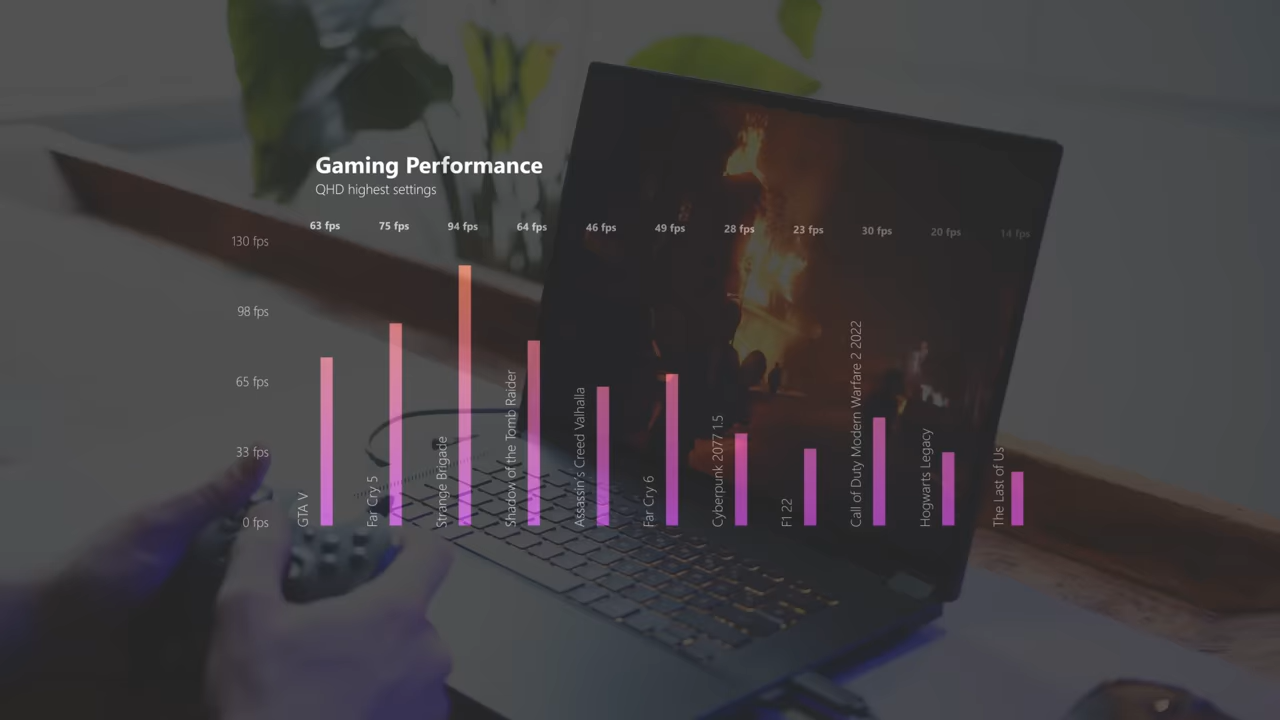 Gaming Performance
QHD highest settings
63 fps 75 fps 94 fps 64 fps 46 fps 49 fps 28 fps 23 fps 30 fps 20 fps 14 fps
130 fps
98 fps
65 fps
33 fps
0 fps
GTA V
Far Cry 5
Strange Brigade
Shadow of the Tomb Raider
Assassin's Creed Valhalla
Far Cry 6
Cyberpunk 2077 1.5
F1 22
Call of Duty Modern Warfare 2 2022
Hogwarts Legacy
The Last of Us